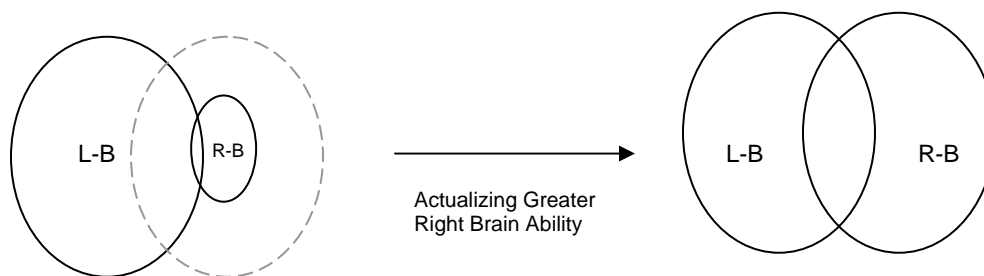 L-B
R-B
Actualizing Greater
Right Brain Ability
L-B
R-B